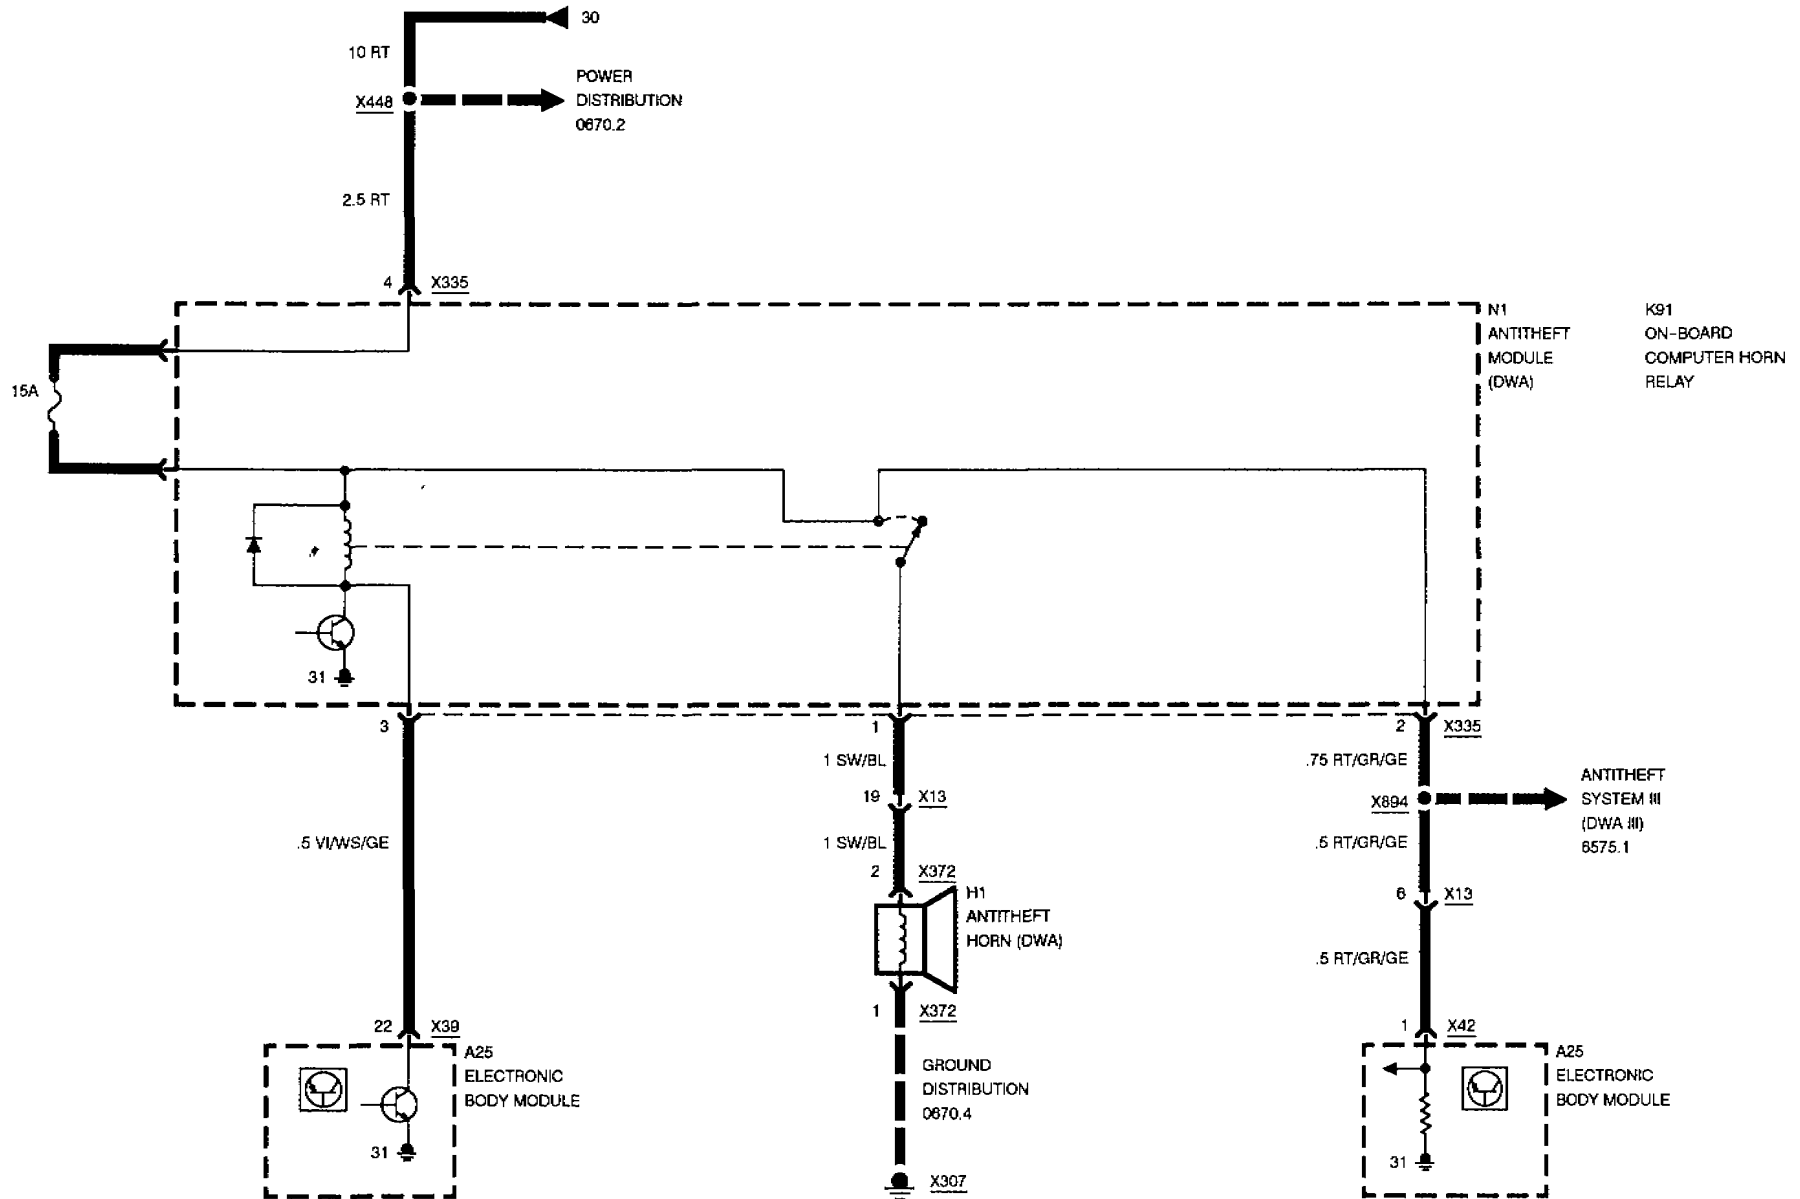 30
10 RT
POWER
DISTRIBUTION
0670.2
X448
2.5 RT
4
X335
N1
ANTITHEFT
MODULE
(DWA)
K91
ON-BOARD
COMPUTER HORN
RELAY
15A
31
3
1
2
X335
1 SW/BL
.75 RT/GR/GE
19
X13
X894
ANTITHEFT
SYSTEM III
(DWA III)
6575.1
.5 VI/WS/GE
1 SW/BL
.5 RT/GR/GE
2
X372
H1
ANTITHEFT
HORN (DWA)
6
X13
.5 RT/GR/GE
1
X372
22
X39
1
X42
A25
ELECTRONIC
BODY MODULE
GROUND
DISTRIBUTION
0670.4
A25
ELECTRONIC
BODY MODULE
31
31
X307